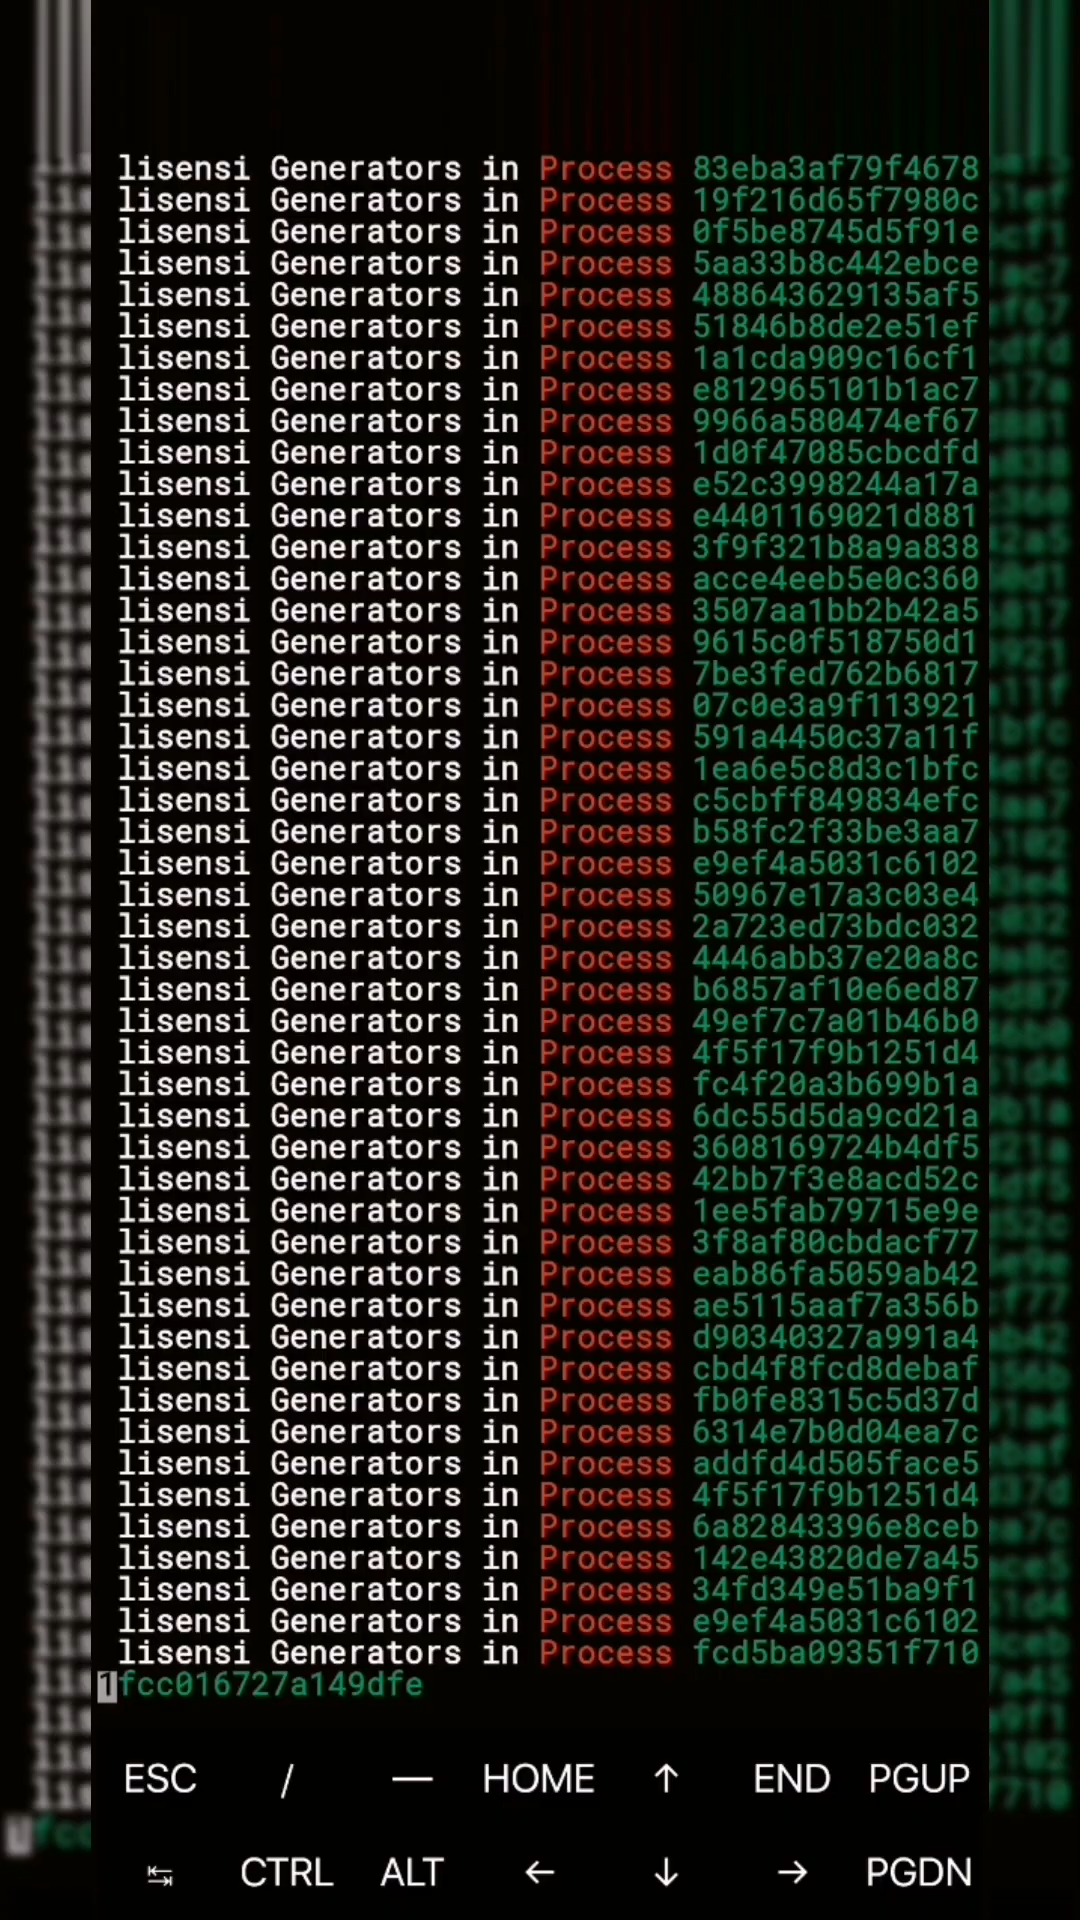 lisensi Generators in Process 83eba3af79f4678
lisensi Generators in Process 19f216d65f7980c
lisensi Generators in Process 0f5be8745d5f91e
lisensi Generators in Process 5aa33b8c442ebce
lisensi Generators in Process 488643629135af5
lisensi Generators in Process 51846b8de2e51ef
lisensi Generators in Process 1a1cda909c16cf1
lisensi Generators in Process e812965101b1ac7
lisensi Generators in Process 9966a580474ef67
lisensi Generators in Process 1d0f47085cbcdfd
lisensi Generators in Process e52c3998244a17a
lisensi Generators in Process e4401169021d881
lisensi Generators in Process 3f9f321b8a9a838
lisensi Generators in Process acce4eeb5e0c360
lisensi Generators in Process 3507aa1bb2b42a5
lisensi Generators in Process 9615c0f518750d1
lisensi Generators in Process 7be3fed762b6817
lisensi Generators in Process 07c0e3a9f113921
lisensi Generators in Process 591a4450c37a11f
lisensi Generators in Process 1ea6e5c8d3c1bfc
lisensi Generators in Process c5cbff849834efc
lisensi Generators in Process b58fc2f33be3aa7
lisensi Generators in Process e9ef4a5031c6102
lisensi Generators in Process 50967e17a3c03e4
lisensi Generators in Process 2a723ed73bdc032
lisensi Generators in Process 4446abb37e20a8c
lisensi Generators in Process b6857af10e6ed87
lisensi Generators in Process 49ef7c7a01b46b0
lisensi Generators in Process 4f5f17f9b1251d4
lisensi Generators in Process fc4f20a3b699b1a
lisensi Generators in Process 6dc55d5da9cd21a
lisensi Generators in Process 3608169724b4df5
lisensi Generators in Process 42bb7f3e8acd52c
lisensi Generators in Process 1ee5fab79715e9e
lisensi Generators in Process 3f8af80cbdacf77
lisensi Generators in Process eab86fa5059ab42
lisensi Generators in Process ae5115aaf7a356b
lisensi Generators in Process d90340327a991a4
lisensi Generators in Process cbd4f8fcd8debaf
lisensi Generators in Process fb0fe8315c5d37d
lisensi Generators in Process 6314e7b0d04ea7c
lisensi Generators in Process addfd4d505face5
lisensi Generators in Process 4f5f17f9b1251d4
lisensi Generators in Process 6a82843396e8ceb
lisensi Generators in Process 142e43820de7a45
lisensi Generators in Process 34fd349e51ba9f1
lisensi Generators in Process e9ef4a5031c6102
lisensi Generators in Process fcd5ba09351f710
1fcc016727a149dfe
ESC / — HOME ↑ END PGUP
↹ CTRL ALT ← ↓ → PGDN